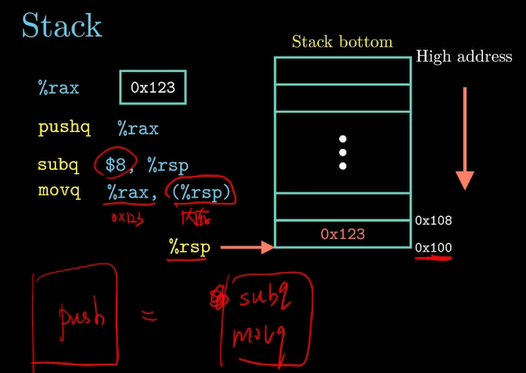 Stack
Stack bottom
High address
%rax 0x123
pushq %rax
subq $8, %rsp
movq %rax, (%rsp)
0x123 内存
0x108
0x123
%rsp
0x100
push = subq
movq